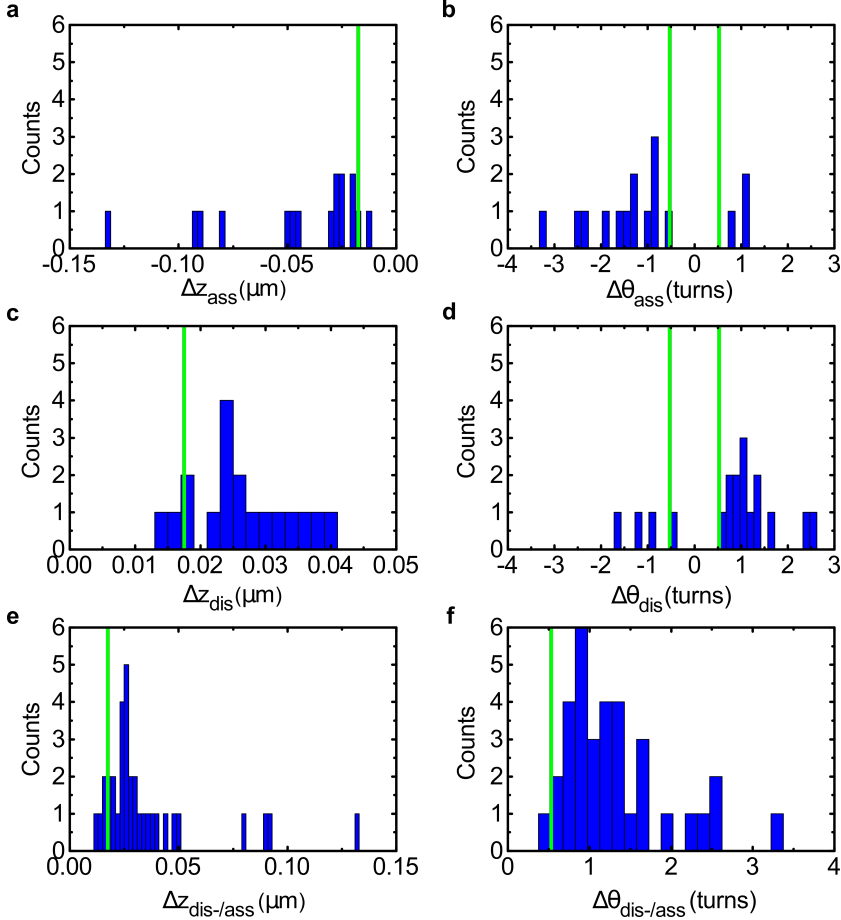 a
6
5
4
3
2
1
0
Counts
-0.15 -0.10 -0.05 0.00
Δz_ass (μm)
b
6
5
4
3
2
1
0
Counts
-4 -3 -2 -1 0 1 2 3
Δθ_ass (turns)
c
6
5
4
3
2
1
0
Counts
0.00 0.01 0.02 0.03 0.04 0.05
Δz_dis (μm)
d
6
5
4
3
2
1
0
Counts
-4 -3 -2 -1 0 1 2 3
Δθ_dis (turns)
e
6
5
4
3
2
1
0
Counts
0.00 0.05 0.10 0.15
Δz_dis-/ass (μm)
f
6
5
4
3
2
1
0
Counts
0 1 2 3 4
Δθ_dis-/ass (turns)